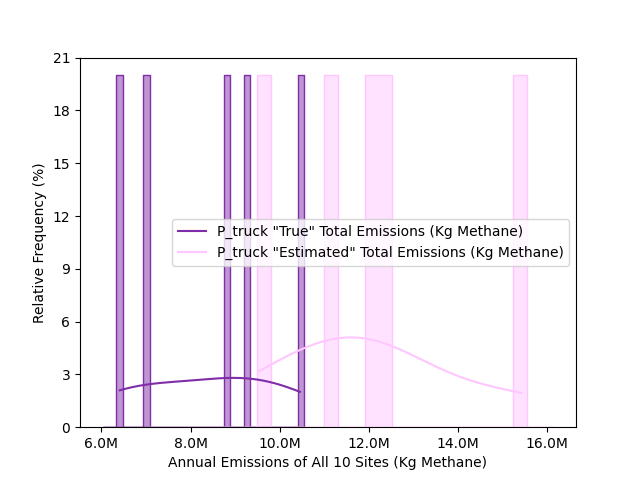 21
18
15
12
9
6
3
0
Relative Frequency (%)
P_truck "True" Total Emissions (Kg Methane)
P_truck "Estimated" Total Emissions (Kg Methane)
6.0M 8.0M 10.0M 12.0M 14.0M 16.0M
Annual Emissions of All 10 Sites (Kg Methane)